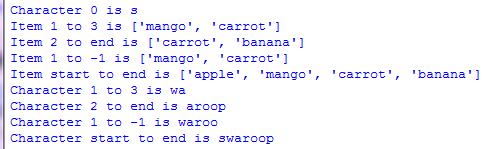 Character 0 is s
Item 1 to 3 is ['mango', 'carrot']
Item 2 to end is ['carrot', 'banana']
Item 1 to -1 is ['mango', 'carrot']
Item start to end is ['apple', 'mango', 'carrot', 'banana']
Character 1 to 3 is wa
Character 2 to end is aroop
Character 1 to -1 is waroo
Character start to end is swaroop